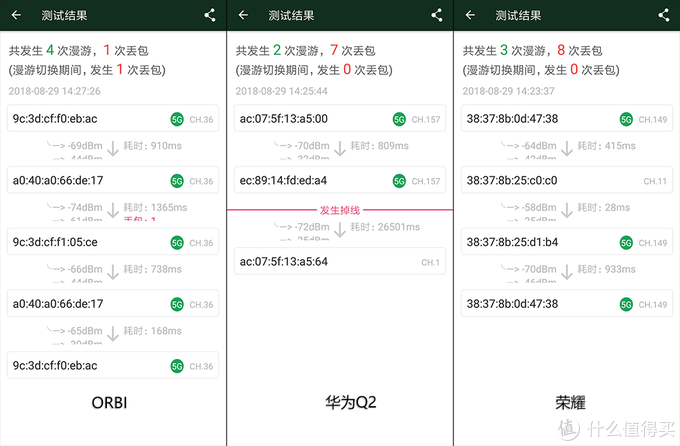 测试结果
共发生 4 次漫游，1 次丢包
(漫游切换期间，发生 1 次丢包)
2018-08-29 14:27:26
9c:3d:cf:f0:eb:ac 5G CH.36
-69dBm 耗时: 910ms
a0:40:a0:66:de:17 5G CH.36
-74dBm 耗时: 1365ms
9c:3d:cf:f1:05:ce 5G CH.36
-66dBm 耗时: 738ms
a0:40:a0:66:de:17 5G CH.36
-65dBm 耗时: 168ms
9c:3d:cf:f0:eb:ac 5G CH.36
ORBI
测试结果
共发生 2 次漫游，7 次丢包
(漫游切换期间，发生 0 次丢包)
2018-08-29 14:25:44
ac:07:5f:13:a5:00 5G CH.157
-70dBm 耗时: 809ms
ec:89:14:fd:ed:a4 5G CH.157
发生掉线
-72dBm 耗时: 26501ms
ac:07:5f:13:a5:64 CH.1
华为Q2
测试结果
共发生 3 次漫游，8 次丢包
(漫游切换期间，发生 0 次丢包)
2018-08-29 14:23:37
38:37:8b:0d:47:38 5G CH.149
-64dBm 耗时: 415ms
38:37:8b:25:c0:c0 CH.11
-58dBm 耗时: 28ms
38:37:8b:25:d1:b4 5G CH.149
-70dBm 耗时: 933ms
38:37:8b:0d:47:38 5G CH.149
荣耀
值 什么值得买